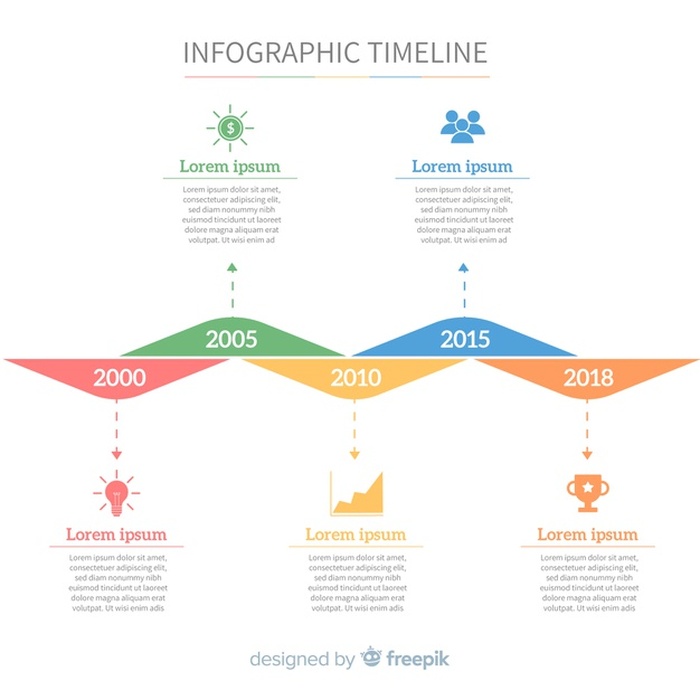 INFOGRAPHIC TIMELINE
$
Lorem ipsum
Lorem ipsum dolor sit amet,
consectetuer adipiscing elit,
sed diam nonummy nibh
euismod tincidunt ut laoreet
dolore magna aliquam erat
volutpat. Ut wisi enim ad
Lorem ipsum
Lorem ipsum dolor sit amet,
consectetuer adipiscing elit,
sed diam nonummy nibh
euismod tincidunt ut laoreet
dolore magna aliquam erat
volutpat. Ut wisi enim ad
2005
2015
2000
2010
2018
Lorem ipsum
Lorem ipsum dolor sit amet,
consectetuer adipiscing elit,
sed diam nonummy nibh
euismod tincidunt ut laoreet
dolore magna aliquam erat
volutpat. Ut wisi enim adis
Lorem ipsum
Lorem ipsum dolor sit amet,
consectetuer adipiscing elit,
sed diam nonummy nibh
euismod tincidunt ut laoreet
dolore magna aliquam erat
volutpat. Ut wisi enim adis
Lorem ipsum
Lorem ipsum dolor sit amet,
consectetuer adipiscing elit,
sed diam nonummy nibh
euismod tincidunt ut laoreet
dolore magna aliquam erat
volutpat. Ut wisi enim adis
designed by freepik